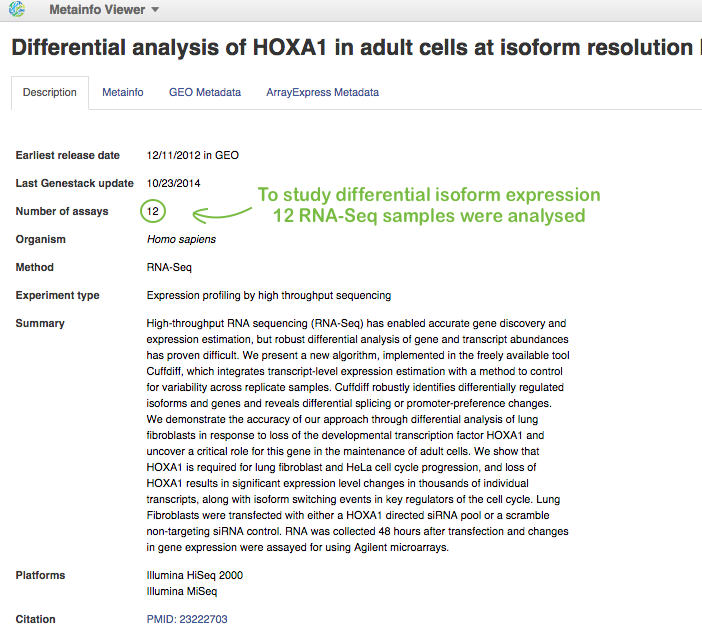 Metainfo Viewer
Differential analysis of HOXA1 in adult cells at isoform resolution
Description Metainfo GEO Metadata ArrayExpress Metadata
Earliest release date 12/11/2012 in GEO
Last Genestack update 10/23/2014
To study differential isoform expression
Number of assays 12
12 RNA-Seq samples were analysed
Organism Homo sapiens
Method RNA-Seq
Experiment type Expression profiling by high throughput sequencing
Summary High-throughput RNA sequencing (RNA-Seq) has enabled accurate gene discovery and
expression estimation, but robust differential analysis of gene and transcript abundances
has proven difficult. We present a new algorithm, implemented in the freely available tool
Cuffdiff, which integrates transcript-level expression estimation with a method to control
for variability across replicate samples. Cuffdiff robustly identifies differentially regulated
isoforms and genes and reveals differential splicing or promoter-preference changes.
We demonstrate the accuracy of our approach through differential analysis of lung
fibroblasts in response to loss of the developmental transcription factor HOXA1 and
uncover a critical role for this gene in the maintenance of adult cells. We show that
HOXA1 is required for lung fibroblast and HeLa cell cycle progression, and loss of
HOXA1 results in significant expression level changes in thousands of individual
transcripts, along with isoform switching events in key regulators of the cell cycle. Lung
Fibroblasts were transfected with either a HOXA1 directed siRNA pool or a scramble
non-targeting siRNA control. RNA was collected 48 hours after transfection and changes
in gene expression were assayed for using Agilent microarrays.
Platforms Illumina HiSeq 2000
Illumina MiSeq
Citation PMID: 23222703